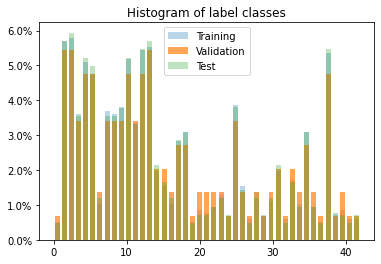 Histogram of label classes
Training
Validation
Test
6.0%
5.0%
4.0%
3.0%
2.0%
1.0%
0.0%
0 10 20 30 40